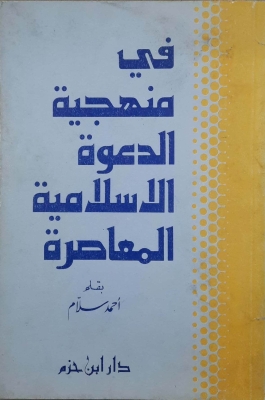 في
منهجية
الدعوة
الاسلامية
المعاصرة
بقلم
أحمد سلام
دار ابن حزم